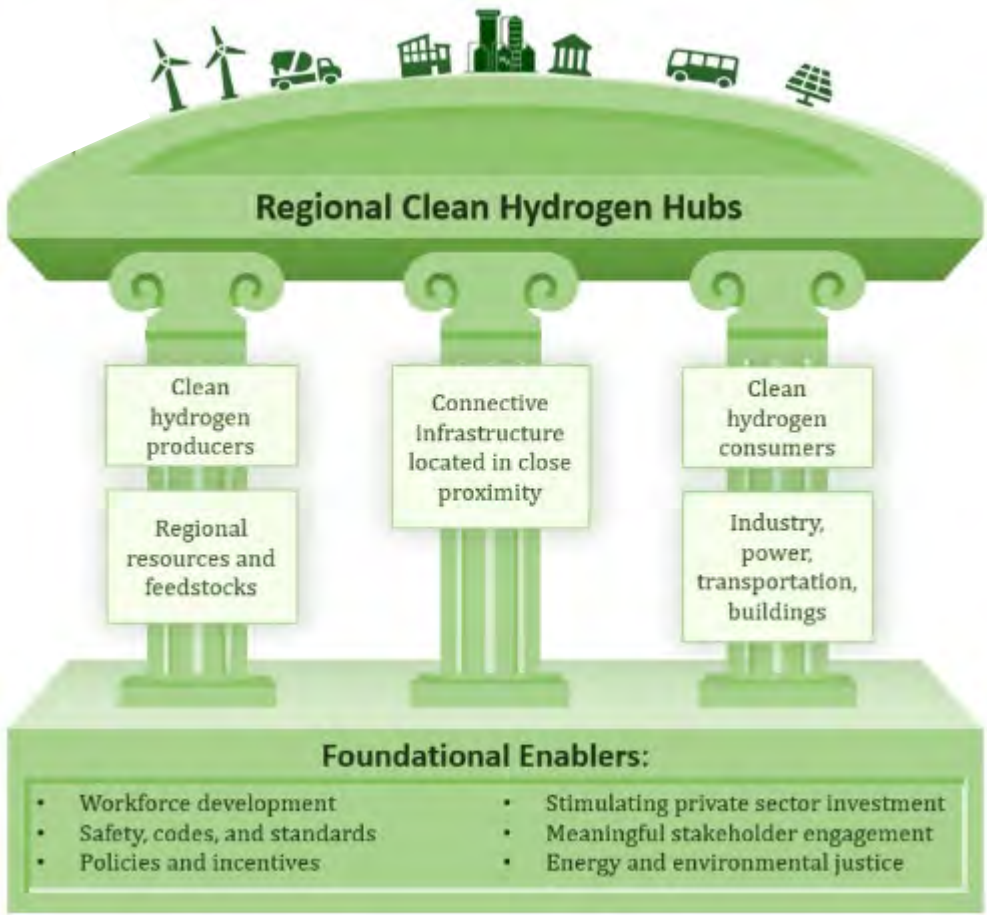 Regional Clean Hydrogen Hubs
Clean
hydrogen
producers
Regional
resources and
feedstocks
Connective
infrastructure
located in close
proximity
Clean
hydrogen
consumers
Industry,
power,
transportation,
buildings
Foundational Enablers:
• Workforce development
• Safety, codes, and standards
• Policies and incentives
• Stimulating private sector investment
• Meaningful stakeholder engagement
• Energy and environmental justice